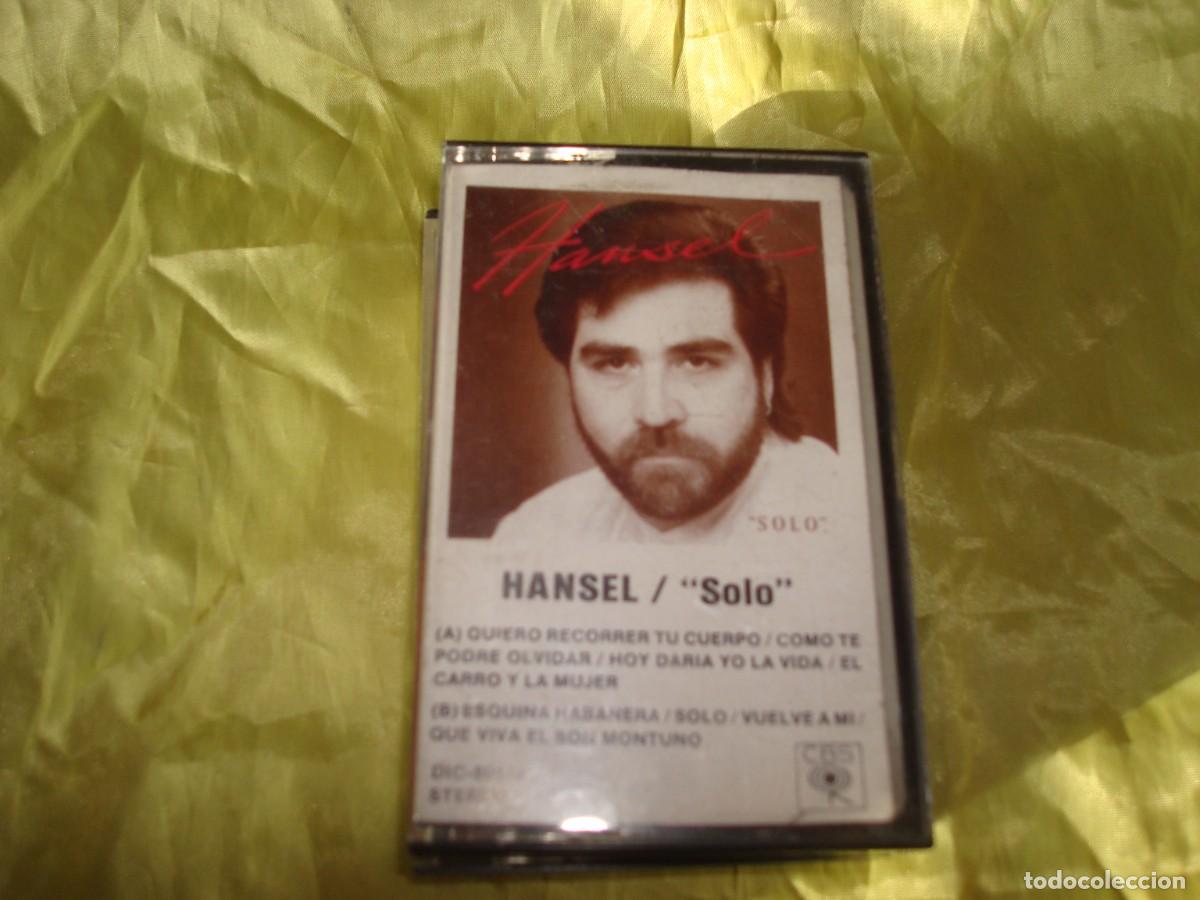 Hansel
"SOLO".
HANSEL / “Solo”
(A) QUIERO RECORRER TU CUERPO / COMO TE
PODRE OLVIDAR / HOY DARIA YO LA VIDA / EL
CARRO Y LA MUJER
(B) ESQUINA HABANERA / SOLO / VUELVE A MI /
QUE VIVA EL SON MONTUNO
STEREO
CBS
todocoleccion